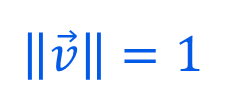 ‖v⃗‖ = 1